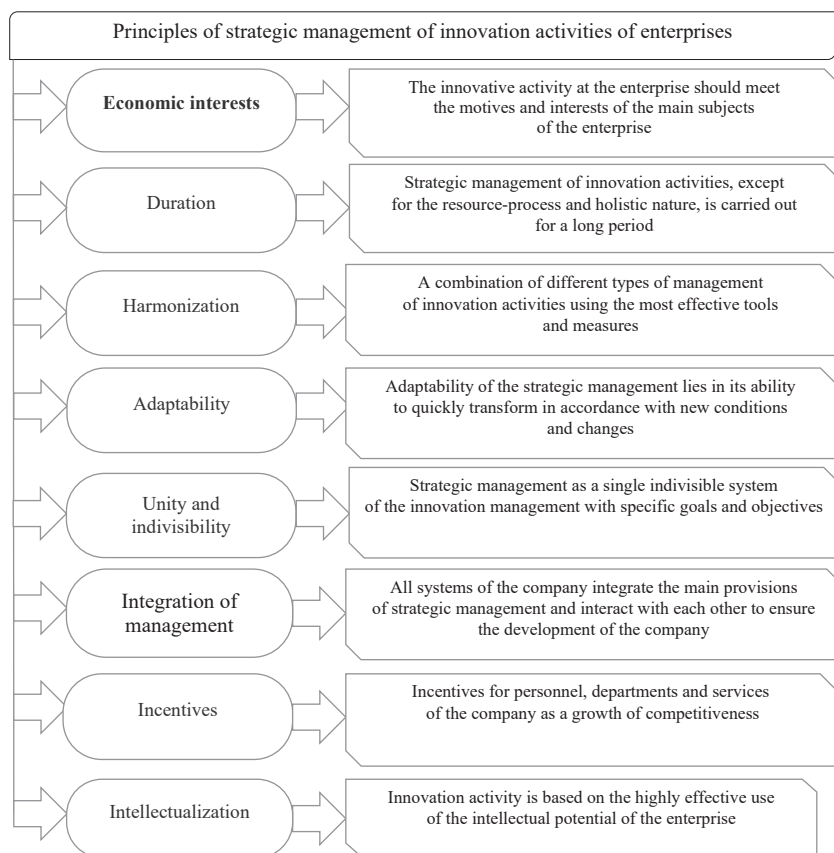 Principles of strategic management of innovation activities of enterprises
Economic interests
The innovative activity at the enterprise should meet
the motives and interests of the main subjects
of the enterprise
Duration
Strategic management of innovation activities, except
for the resource-process and holistic nature, is carried out
for a long period
Harmonization
A combination of different types of management
of innovation activities using the most effective tools
and measures
Adaptability
Adaptability of the strategic management lies in its ability
to quickly transform in accordance with new conditions
and changes
Unity and
indivisibility
Strategic management as a single indivisible system
of the innovation management with specific goals and objectives
Integration of
management
All systems of the company integrate the main provisions
of strategic management and interact with each other to ensure
the development of the company
Incentives
Incentives for personnel, departments and services
of the company as a growth of competitiveness
Intellectualization
Innovation activity is based on the highly effective use
of the intellectual potential of the enterprise